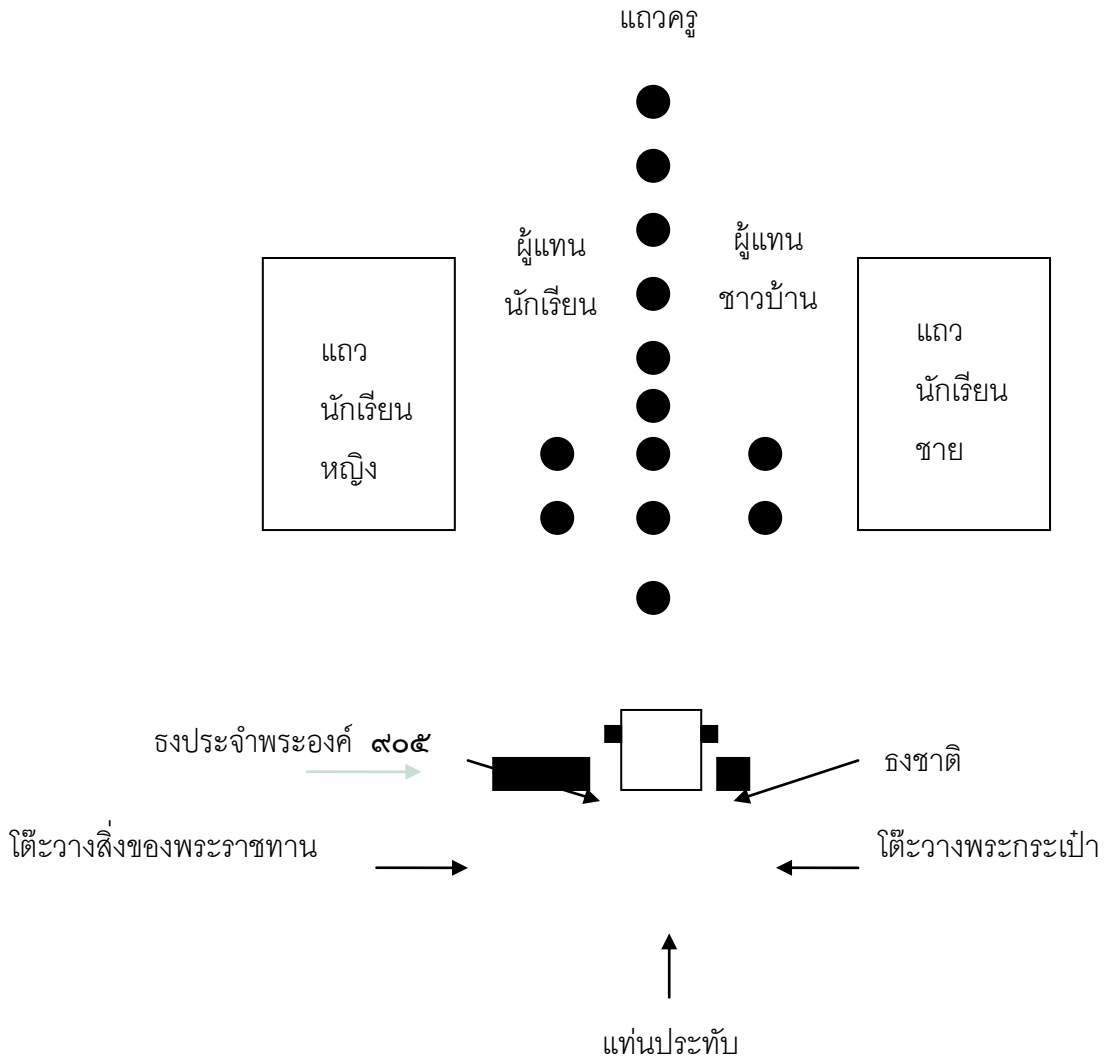 แถวครู
ผู้แทน
นักเรียน
ผู้แทน
ชาวบ้าน
แถว
นักเรียน
หญิง
แถว
นักเรียน
ชาย
ธงประจำพระองค์ ๙๐๕
ธงชาติ
โต๊ะวางสิ่งของพระราชทาน
โต๊ะวางพระกระเป๋า
แท่นประทับ